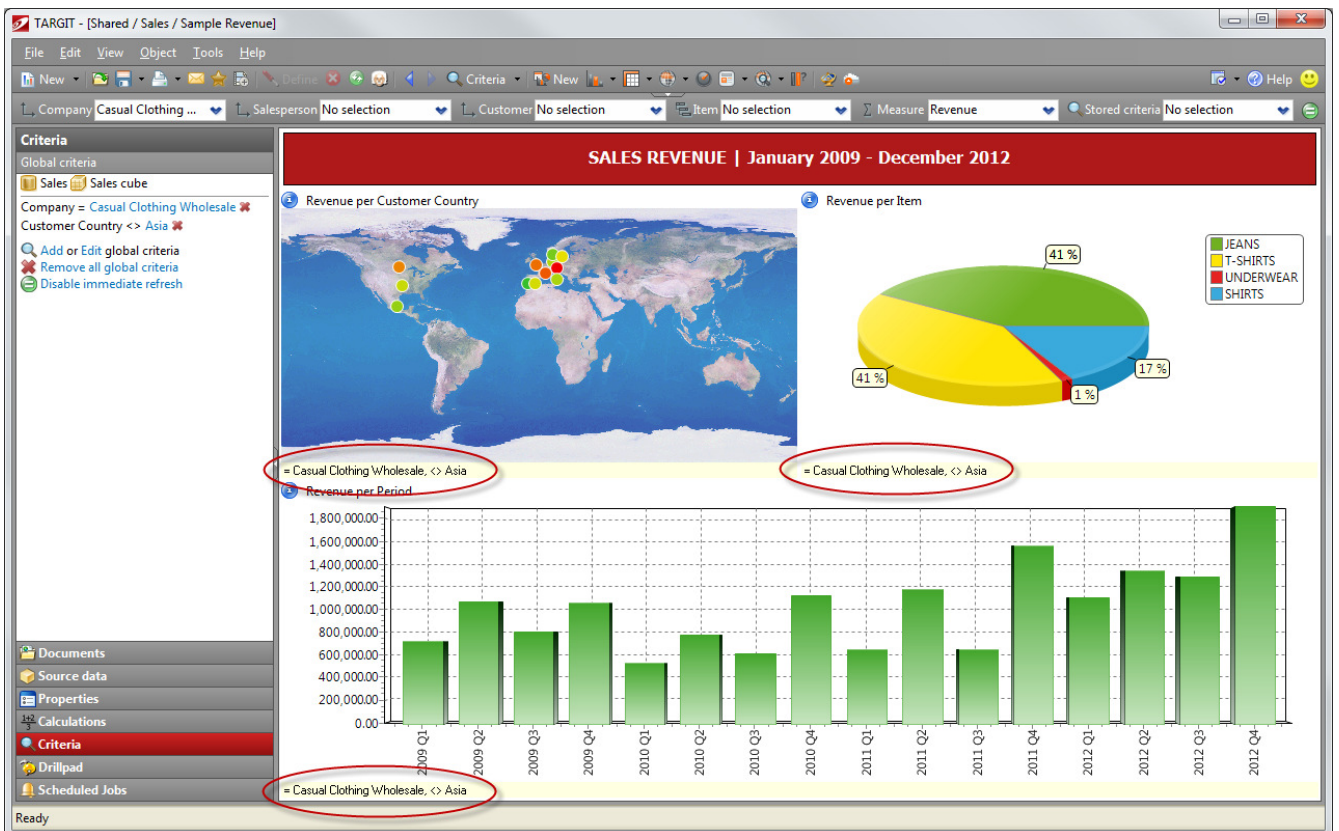 TARGIT - [Shared / Sales / Sample Revenue]
File Edit View Object Tools Help
New Define Criteria New Help
Company Casual Clothing ... Salesperson No selection Customer No selection Item No selection Σ Measure Revenue Stored criteria No selection
Criteria
Global criteria
Sales Sales cube
Company = Casual Clothing Wholesale
Customer Country <> Asia
Add or Edit global criteria
Remove all global criteria
Disable immediate refresh
Documents
Source data
Properties
Calculations
Criteria
Drillpad
Scheduled Jobs
SALES REVENUE | January 2009 - December 2012
Revenue per Customer Country
= Casual Clothing Wholesale, <> Asia
Revenue per Item
41 %
41 %
1 %
17 %
JEANS
T-SHIRTS
UNDERWEAR
SHIRTS
= Casual Clothing Wholesale, <> Asia
Revenue per Period
1,800,000.00
1,600,000.00
1,400,000.00
1,200,000.00
1,000,000.00
800,000.00
600,000.00
400,000.00
200,000.00
0.00
2009 Q1
2009 Q2
2009 Q3
2009 Q4
2010 Q1
2010 Q2
2010 Q3
2010 Q4
2011 Q1
2011 Q2
2011 Q3
2011 Q4
2012 Q1
2012 Q2
2012 Q3
2012 Q4
= Casual Clothing Wholesale, <> Asia
Ready